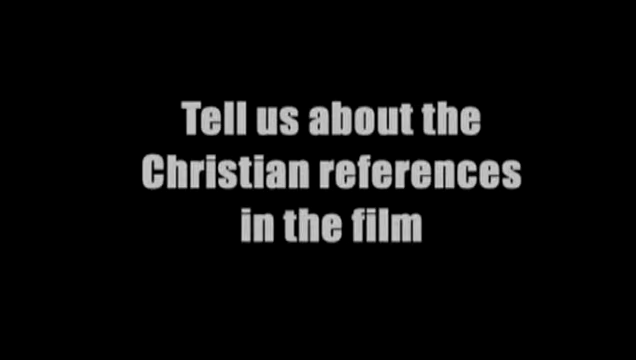 Tell us about the
Christian references
in the film